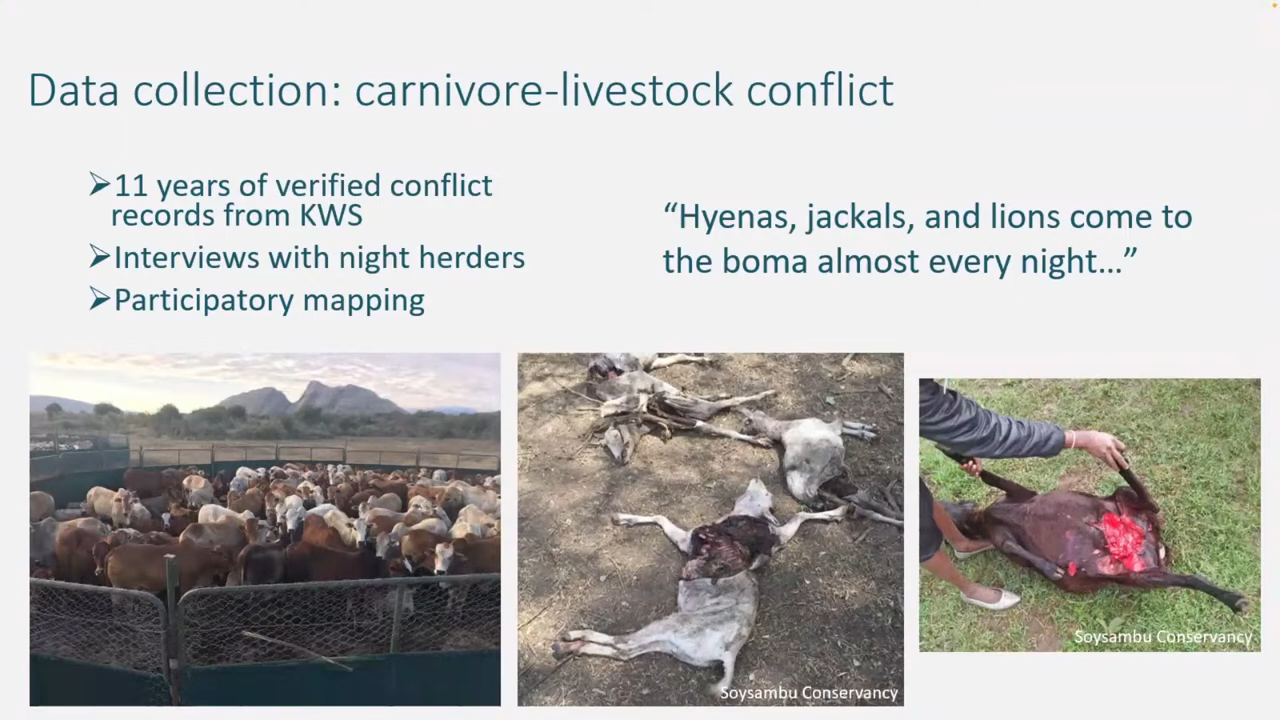 Data collection: carnivore-livestock conflict
➢11 years of verified conflict
records from KWS
➢Interviews with night herders
➢Participatory mapping
“Hyenas, jackals, and lions come to
the boma almost every night…”
Soysambu Conservancy
Soysambu Conservancy